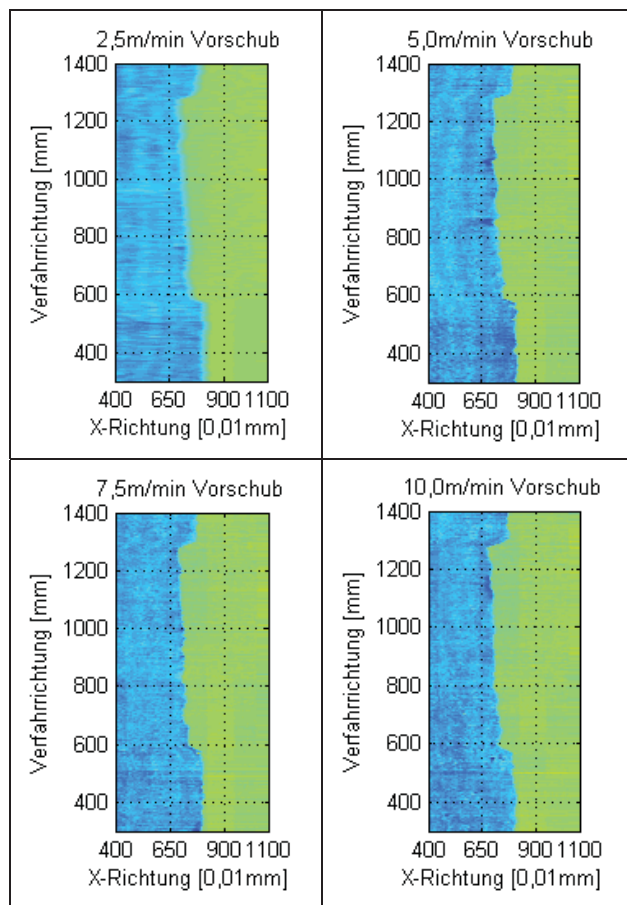 2,5m/min Vorschub
1400
1200
1000
800
600
400
Verfahrrichtung [mm]
400 650 900 1100
X-Richtung [0,01mm]
5,0m/min Vorschub
1400
1200
1000
800
600
400
Verfahrrichtung [mm]
400 650 900 1100
X-Richtung [0,01mm]
7,5m/min Vorschub
1400
1200
1000
800
600
400
Verfahrrichtung [mm]
400 650 900 1100
X-Richtung [0,01mm]
10,0m/min Vorschub
1400
1200
1000
800
600
400
Verfahrrichtung [mm]
400 650 900 1100
X-Richtung [0,01mm]